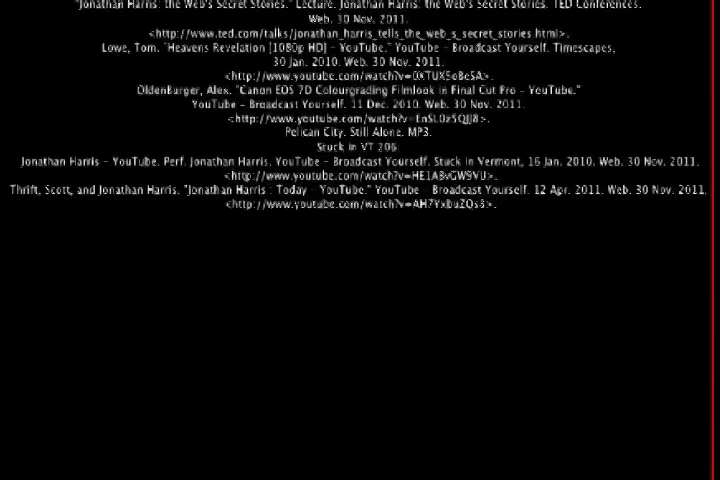 "Jonathan Harris: the Web's Secret Stories." Lecture. Jonathan Harris: the Web's Secret Stories. TED Conferences.
Web. 30 Nov. 2011.
<http://www.ted.com/talks/jonathan_harris_tells_the_web_s_secret_stories.html>.
Lowe, Tom. "Heavens Revelation [1080p HD] - YouTube." YouTube - Broadcast Yourself. Timescapes,
30 Jan. 2010. Web. 30 Nov. 2011.
Oldenburger, Alex. "Canon EOS 7D Colourgrading Filmlook in Final Cut Pro - YouTube."
YouTube - Broadcast Yourself. 11 Dec. 2010. Web. 30 Nov. 2011.
Pelican City. Still Alone. MP3.
Stuck in VT 206
Jonathan Harris - YouTube. Perf. Jonathan Harris. YouTube - Broadcast Yourself. Stuck in Vermont, 16 Jan. 2010. Web. 30 Nov. 2011.
Thrift, Scott, and Jonathan Harris. "Jonathan Harris : Today - YouTube." YouTube - Broadcast Yourself. 12 Apr. 2011. Web. 30 Nov. 2011.